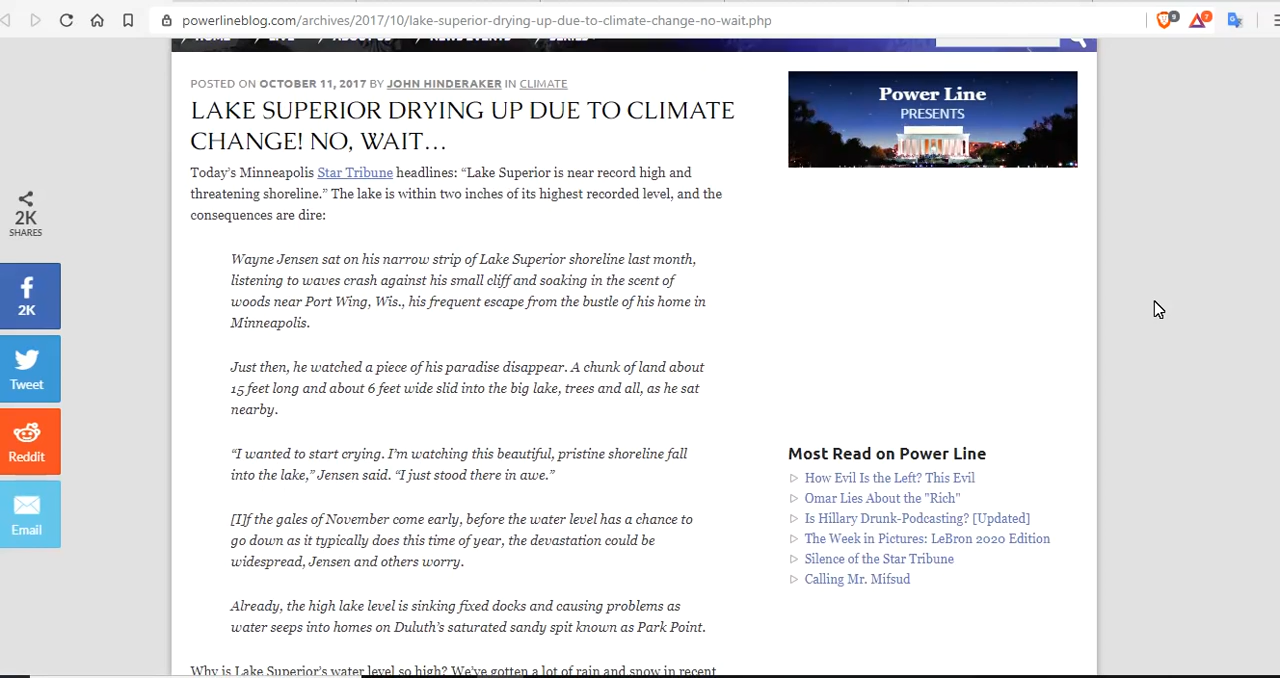 powerlineblog.com/archives/2017/10/lake-superior-drying-up-due-to-climate-change-no-wait.php
9
7
POSTED ON OCTOBER 11, 2017 BY JOHN HINDERAKER IN CLIMATE
LAKE SUPERIOR DRYING UP DUE TO CLIMATE
CHANGE! NO, WAIT…
Today's Minneapolis Star Tribune headlines: “Lake Superior is near record high and
threatening shoreline.” The lake is within two inches of its highest recorded level, and the
consequences are dire:
Wayne Jensen sat on his narrow strip of Lake Superior shoreline last month,
listening to waves crash against his small cliff and soaking in the scent of
woods near Port Wing, Wis., his frequent escape from the bustle of his home in
Minneapolis.
Just then, he watched a piece of his paradise disappear. A chunk of land about
15 feet long and about 6 feet wide slid into the big lake, trees and all, as he sat
nearby.
“I wanted to start crying. I'm watching this beautiful, pristine shoreline fall
into the lake,” Jensen said. “I just stood there in awe.”
[I]f the gales of November come early, before the water level has a chance to
go down as it typically does this time of year, the devastation could be
widespread, Jensen and others worry.
Already, the high lake level is sinking fixed docks and causing problems as
water seeps into homes on Duluth's saturated sandy spit known as Park Point.
Why is Lake Superior's water level so high? We've gotten a lot of rain and snow in recent
2K
SHARES
2K
Tweet
Reddit
Email
Power Line
PRESENTS
Most Read on Power Line
How Evil Is the Left? This Evil
Omar Lies About the "Rich"
Is Hillary Drunk-Podcasting? [Updated]
The Week in Pictures: LeBron 2020 Edition
Silence of the Star Tribune
Calling Mr. Mifsud